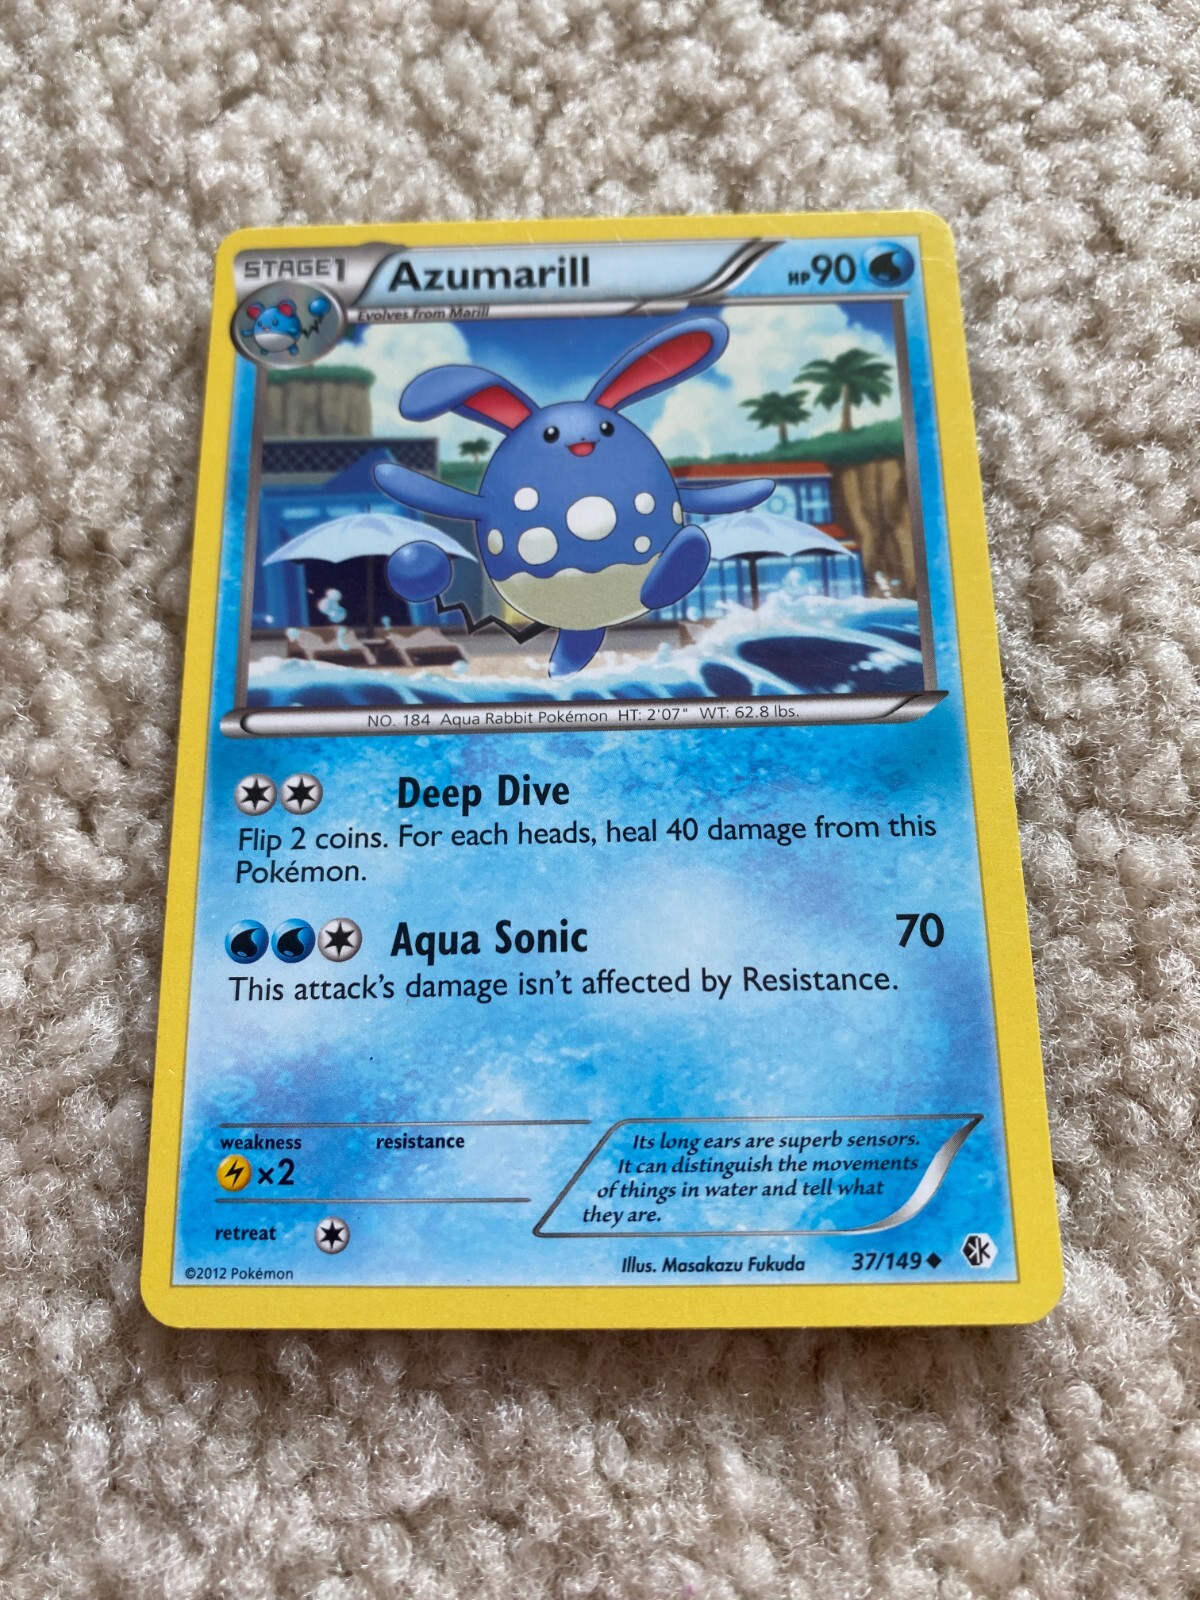 STAGE1 Azumarill HP90
Evolves from Marill
NO. 184 Aqua Rabbit Pokémon HT: 2'07" WT: 62.8 lbs.
Deep Dive
Flip 2 coins. For each heads, heal 40 damage from this
Pokémon.
Aqua Sonic 70
This attack's damage isn't affected by Resistance.
weakness resistance
×2
retreat
Its long ears are superb sensors.
It can distinguish the movements
of things in water and tell what
they are.
Illus. Masakazu Fukuda 37/149
©2012 Pokémon